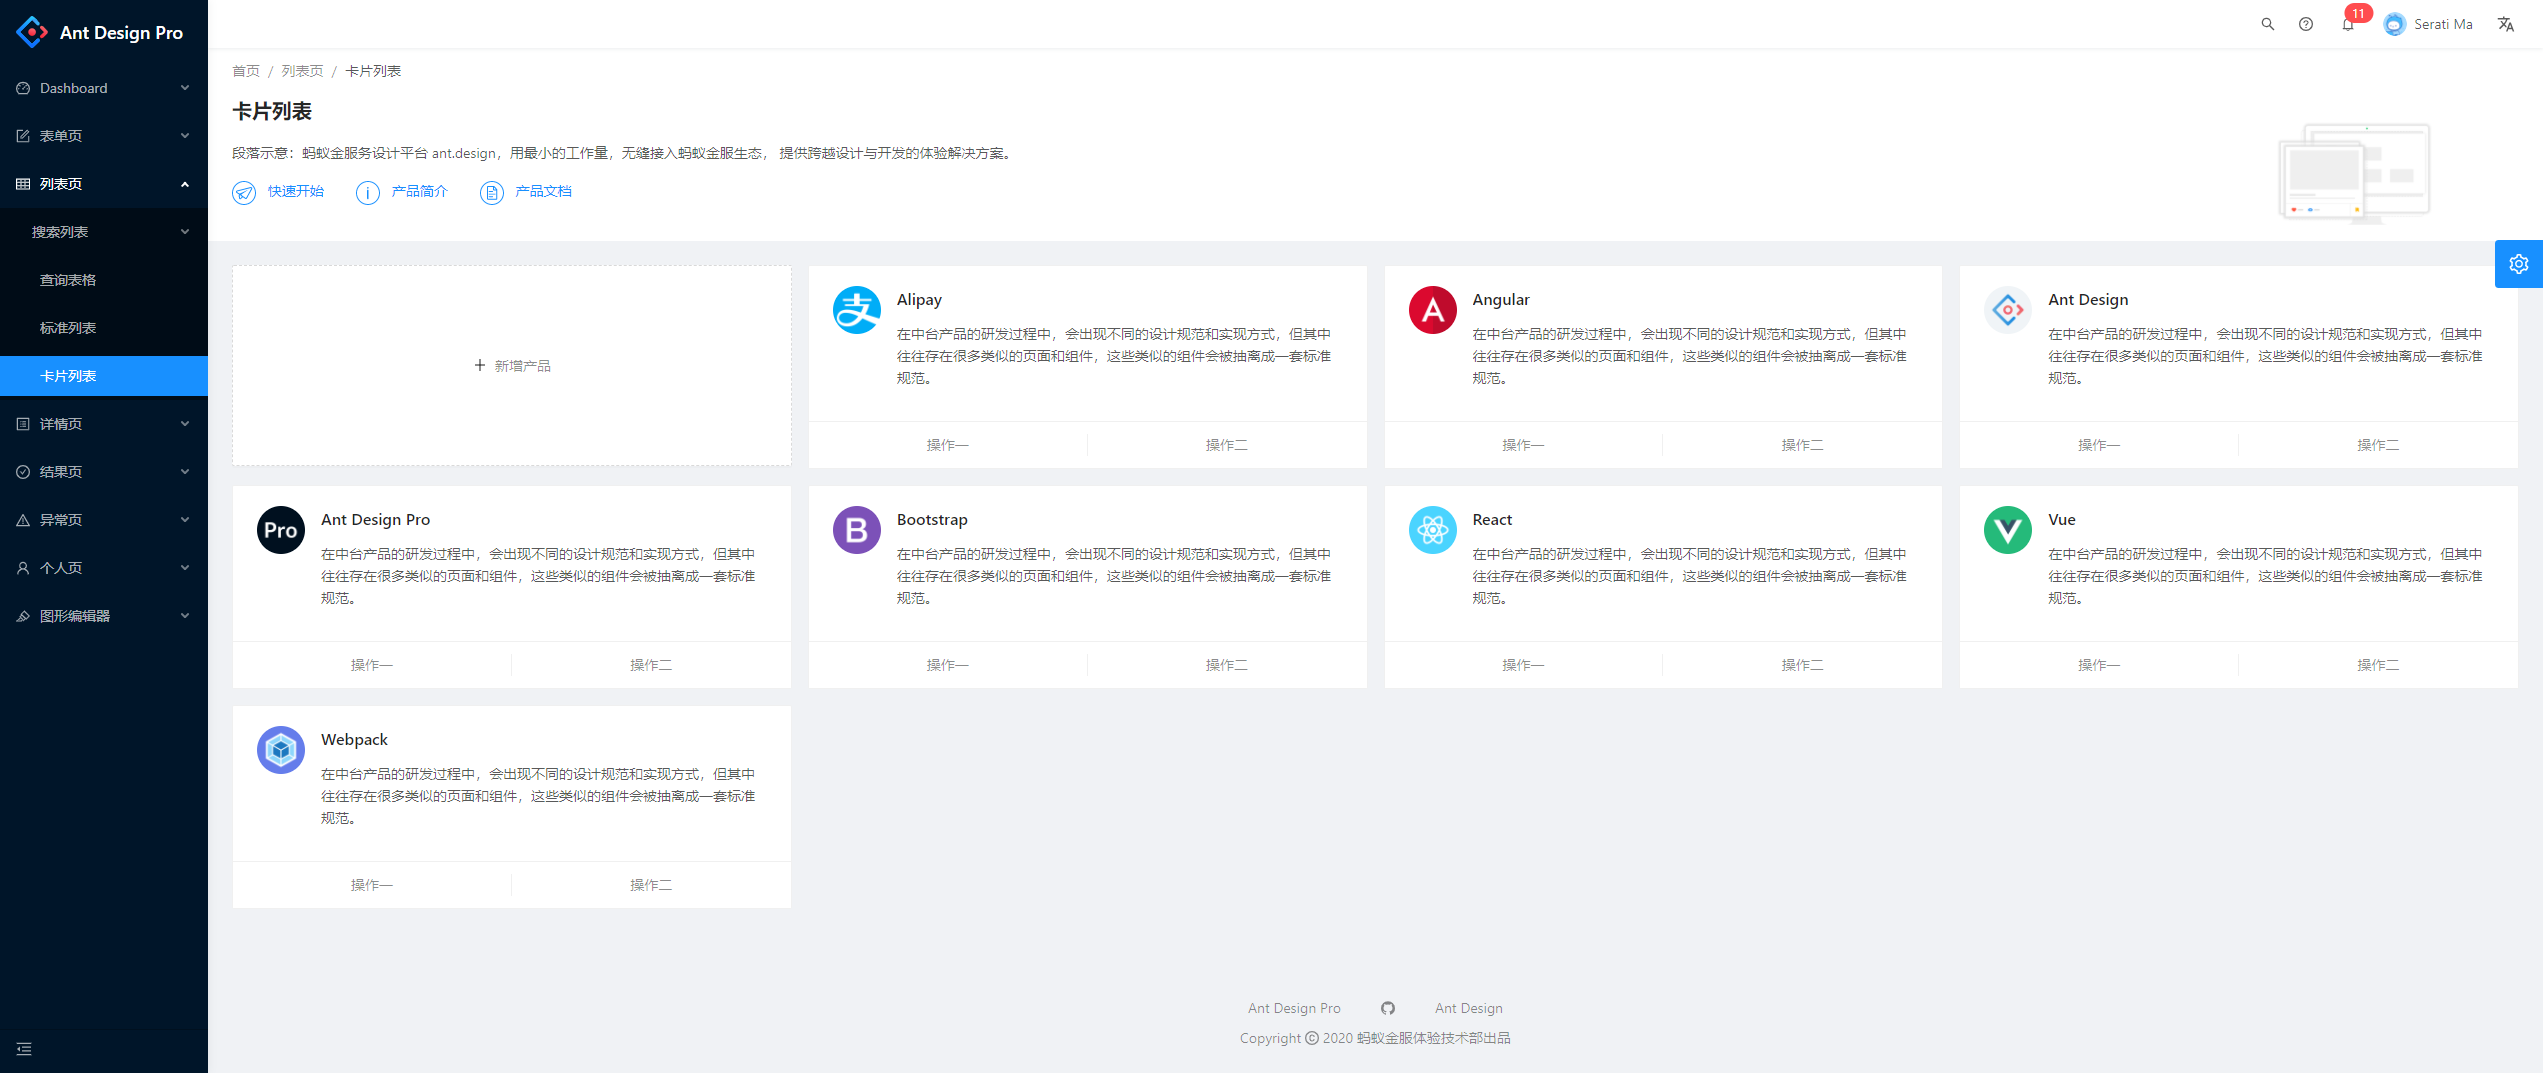 Ant Design Pro
Dashboard
表单页
列表页
搜索列表
查询表格
标准列表
卡片列表
详情页
结果页
异常页
个人页
图形编辑器
11
Serati Ma
首页 / 列表页 / 卡片列表
卡片列表
段落示意：蚂蚁金服务设计平台 ant.design，用最小的工作量，无缝接入蚂蚁金服生态， 提供跨越设计与开发的体验解决方案。
快速开始 产品简介 产品文档
+ 新增产品
Alipay
在中台产品的研发过程中，会出现不同的设计规范和实现方式，但其中
往往存在很多类似的页面和组件，这些类似的组件会被抽离成一套标准
规范。
操作一 操作二
Angular
在中台产品的研发过程中，会出现不同的设计规范和实现方式，但其中
往往存在很多类似的页面和组件，这些类似的组件会被抽离成一套标准
规范。
操作一 操作二
Ant Design
在中台产品的研发过程中，会出现不同的设计规范和实现方式，但其中
往往存在很多类似的页面和组件，这些类似的组件会被抽离成一套标准
规范。
操作一 操作二
Pro
Ant Design Pro
在中台产品的研发过程中，会出现不同的设计规范和实现方式，但其中
往往存在很多类似的页面和组件，这些类似的组件会被抽离成一套标准
规范。
操作一 操作二
B
Bootstrap
在中台产品的研发过程中，会出现不同的设计规范和实现方式，但其中
往往存在很多类似的页面和组件，这些类似的组件会被抽离成一套标准
规范。
操作一 操作二
React
在中台产品的研发过程中，会出现不同的设计规范和实现方式，但其中
往往存在很多类似的页面和组件，这些类似的组件会被抽离成一套标准
规范。
操作一 操作二
Vue
在中台产品的研发过程中，会出现不同的设计规范和实现方式，但其中
往往存在很多类似的页面和组件，这些类似的组件会被抽离成一套标准
规范。
操作一 操作二
Webpack
在中台产品的研发过程中，会出现不同的设计规范和实现方式，但其中
往往存在很多类似的页面和组件，这些类似的组件会被抽离成一套标准
规范。
操作一 操作二
Ant Design Pro Ant Design
Copyright © 2020 蚂蚁金服体验技术部出品